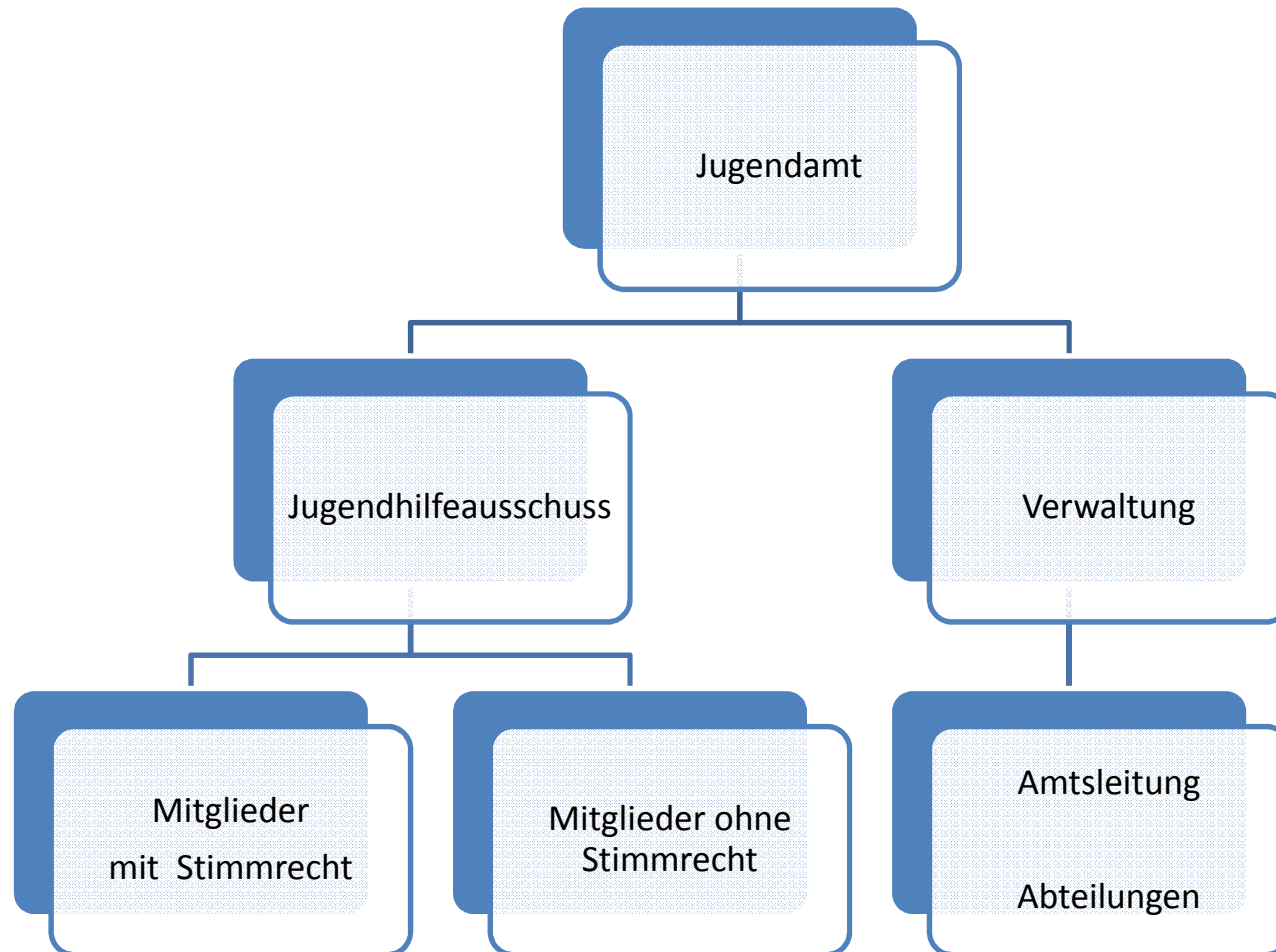 Jugendamt
Jugendhilfeausschuss
Verwaltung
Mitglieder
mit Stimmrecht
Mitglieder ohne
Stimmrecht
Amtsleitung
Abteilungen